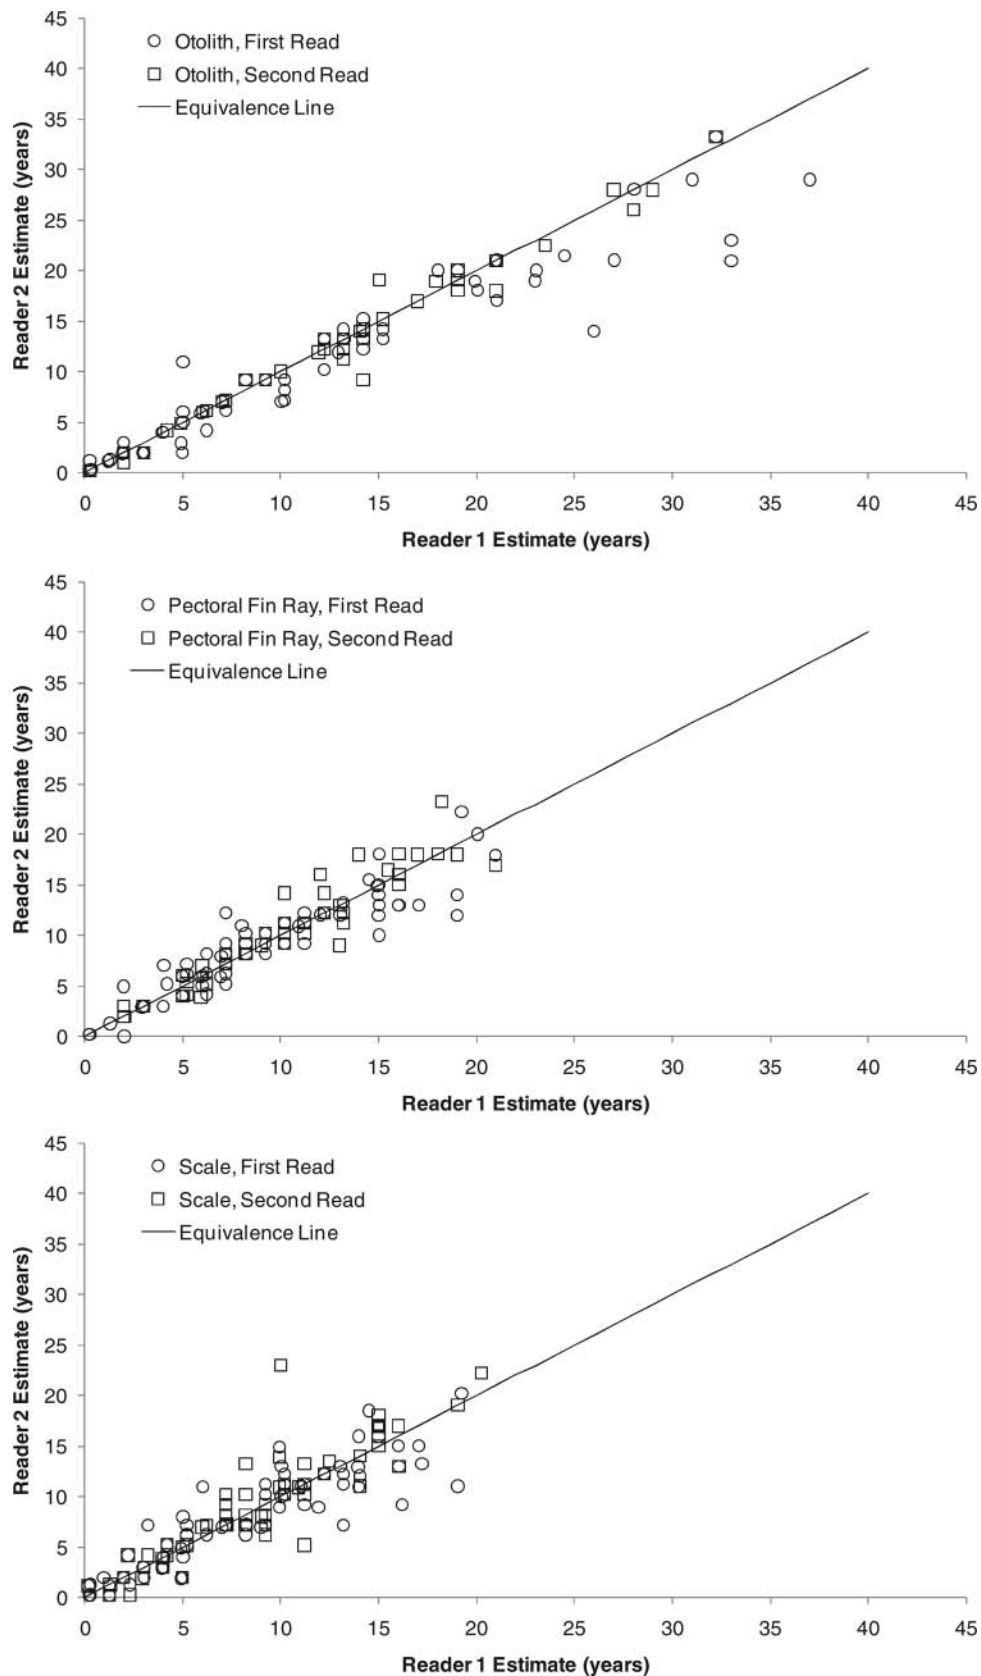 45
40
35
30
25
20
15
10
5
0
Reader 2 Estimate (years)
Otolith, First Read
Otolith, Second Read
Equivalence Line
0 5 10 15 20 25 30 35 40 45
Reader 1 Estimate (years)
45
40
35
30
25
20
15
10
5
0
Reader 2 Estimate (years)
Pectoral Fin Ray, First Read
Pectoral Fin Ray, Second Read
Equivalence Line
0 5 10 15 20 25 30 35 40 45
Reader 1 Estimate (years)
45
40
35
30
25
20
15
10
5
0
Reader 2 Estimate (years)
Scale, First Read
Scale, Second Read
Equivalence Line
0 5 10 15 20 25 30 35 40 45
Reader 1 Estimate (years)